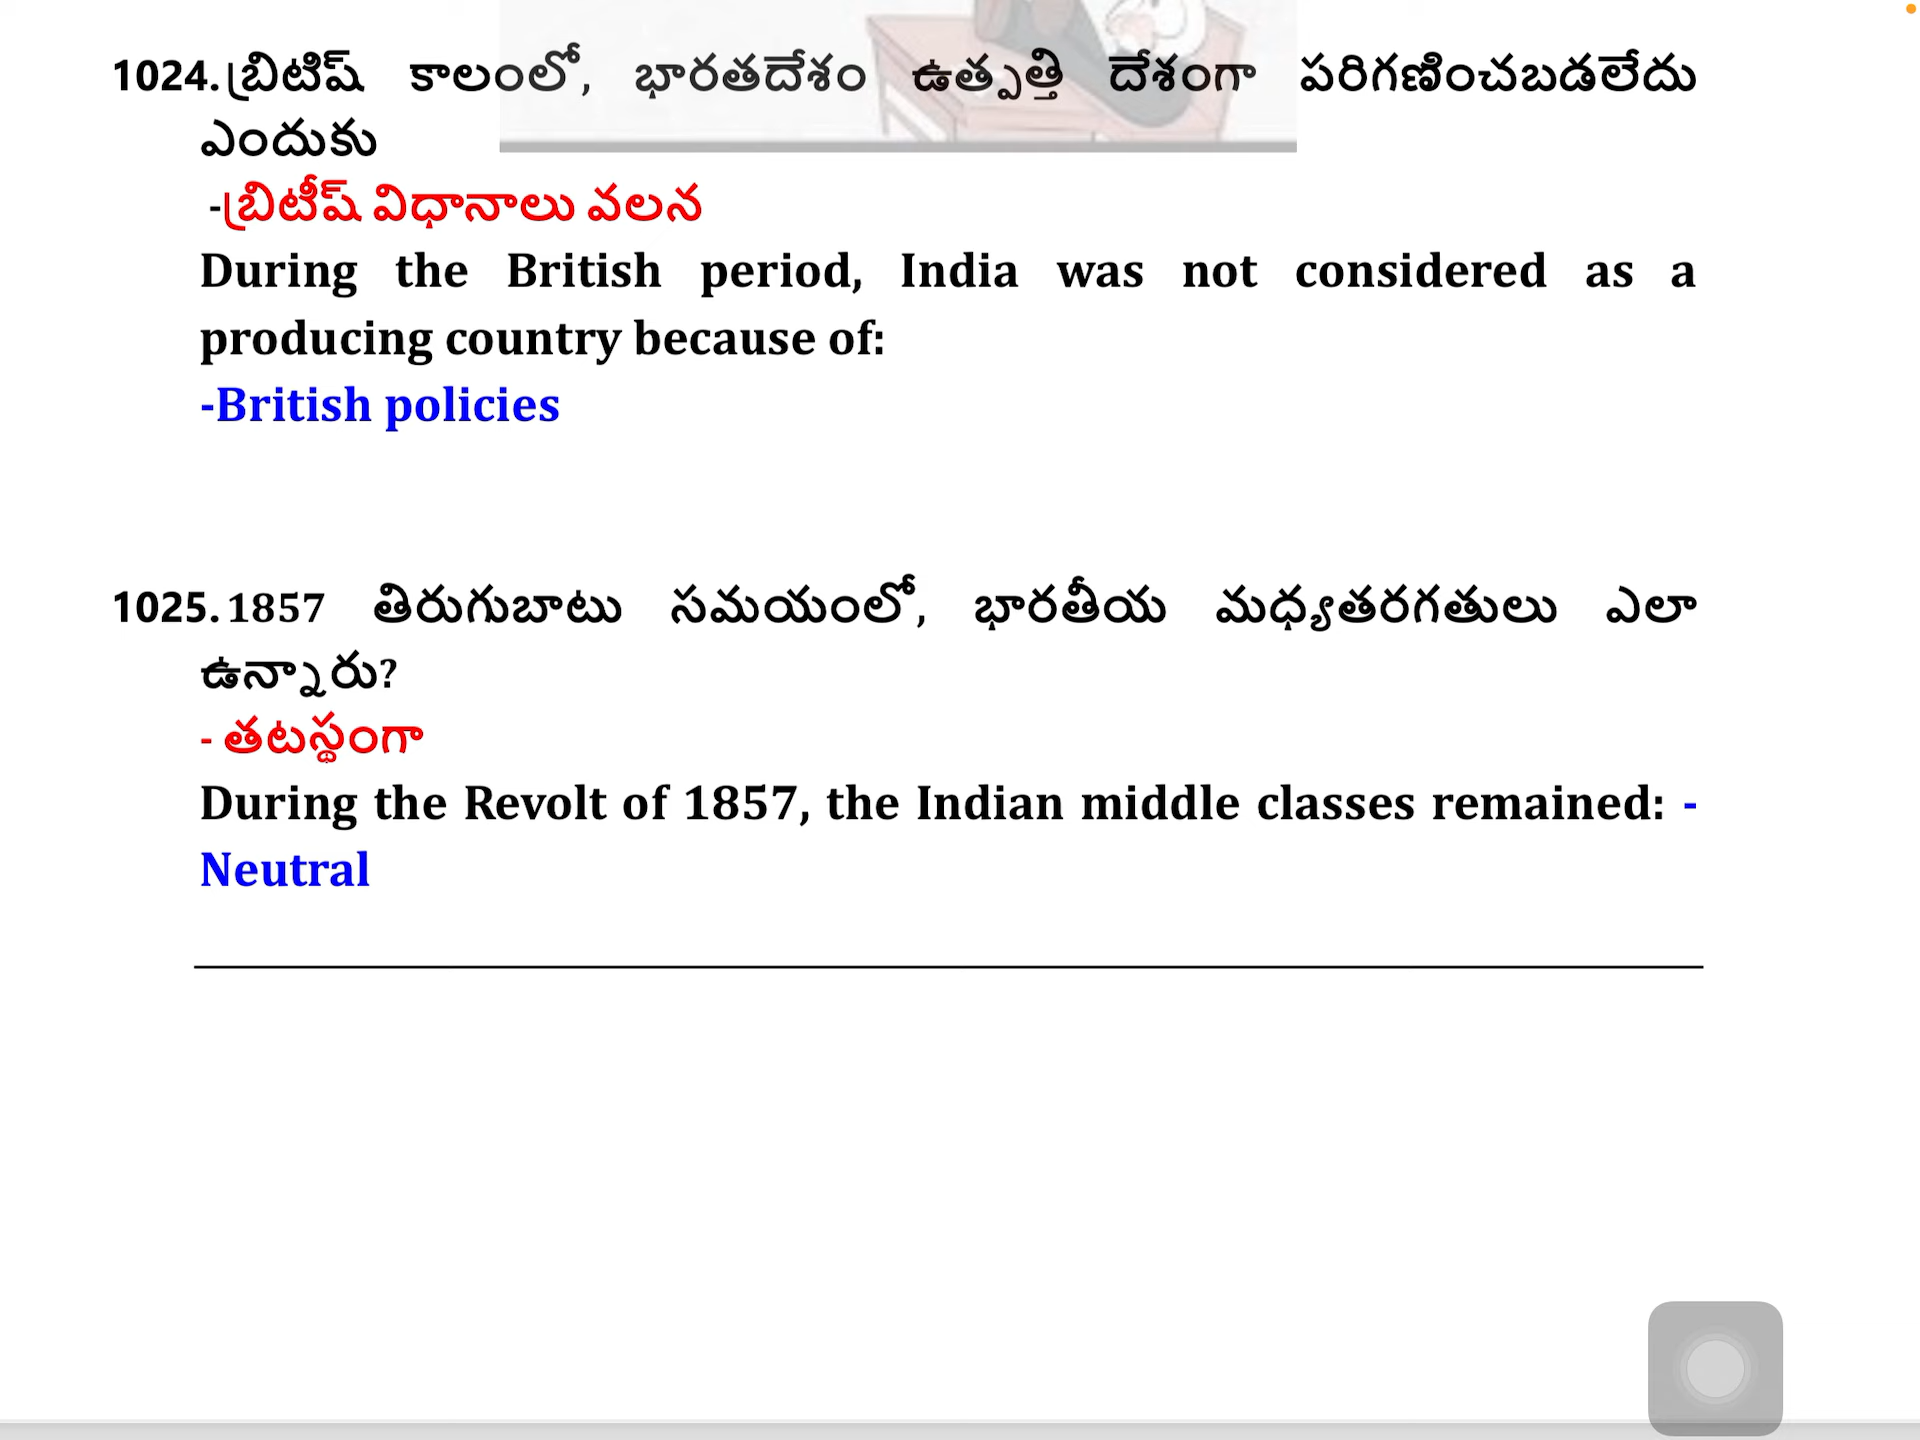 1024. బ్రిటిష్ కాలంలో, భారతదేశం ఉత్పత్తి దేశంగా పరిగణించబడలేదు
ఎందుకు
-బ్రిటీష్ విధానాలు వలన
During the British period, India was not considered as a
producing country because of:
-British policies
1025. 1857 తిరుగుబాటు సమయంలో, భారతీయ మధ్యతరగతులు ఎలా
ఉన్నారు?
- తటస్థంగా
During the Revolt of 1857, the Indian middle classes remained: -
Neutral